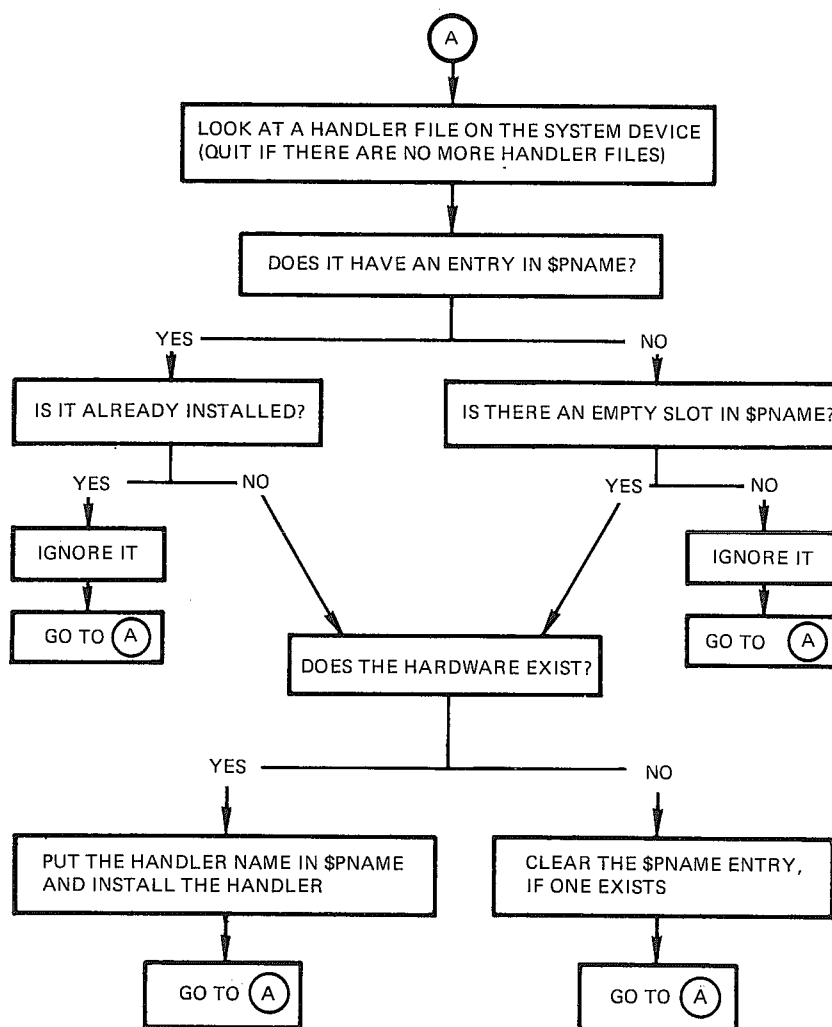 A
LOOK AT A HANDLER FILE ON THE SYSTEM DEVICE
(QUIT IF THERE ARE NO MORE HANDLER FILES)
DOES IT HAVE AN ENTRY IN $PNAME?
YES
NO
IS IT ALREADY INSTALLED?
IS THERE AN EMPTY SLOT IN $PNAME?
YES
NO
YES
NO
IGNORE IT
IGNORE IT
GO TO A
GO TO A
DOES THE HARDWARE EXIST?
YES
NO
PUT THE HANDLER NAME IN $PNAME
AND INSTALL THE HANDLER
CLEAR THE $PNAME ENTRY,
IF ONE EXISTS
GO TO A
GO TO A